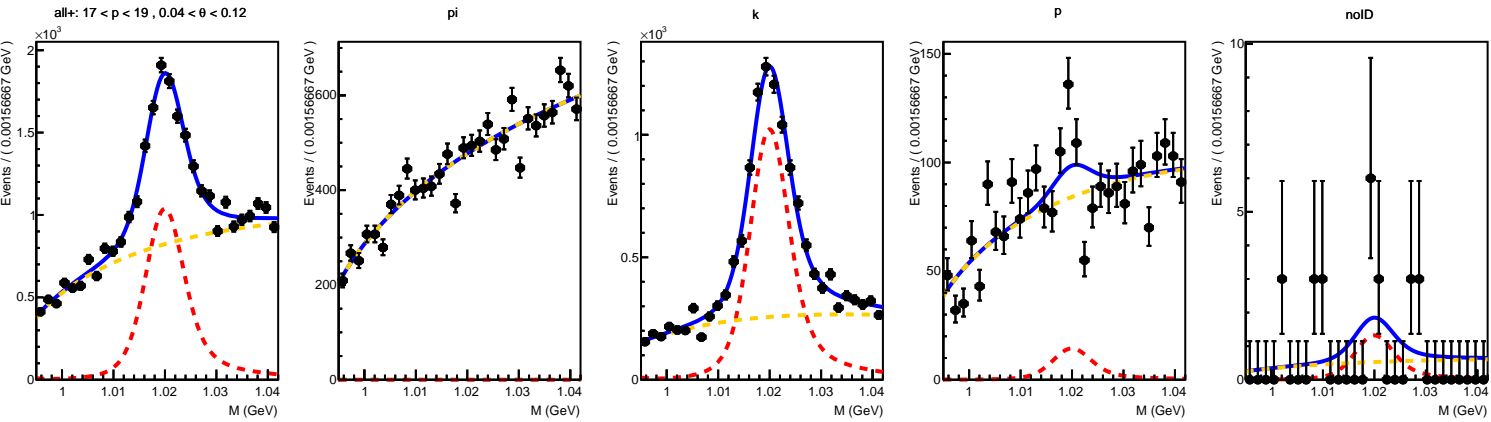 all+: 17 < p < 19 , 0.04 < θ < 0.12
×10³
Events / ( 0.00156667 GeV )
2
1.5
1
0.5
0
1 1.01 1.02 1.03 1.04
M (GeV)
pi
Events / ( 0.00156667 GeV )
600
400
200
0
1 1.01 1.02 1.03 1.04
M (GeV)
k
×10³
Events / ( 0.00156667 GeV )
1
0.5
0
1 1.01 1.02 1.03 1.04
M (GeV)
p
Events / ( 0.00156667 GeV )
150
100
50
0
1 1.01 1.02 1.03 1.04
M (GeV)
noID
Events / ( 0.00156667 GeV )
10
5
0
1 1.01 1.02 1.03 1.04
M (GeV)